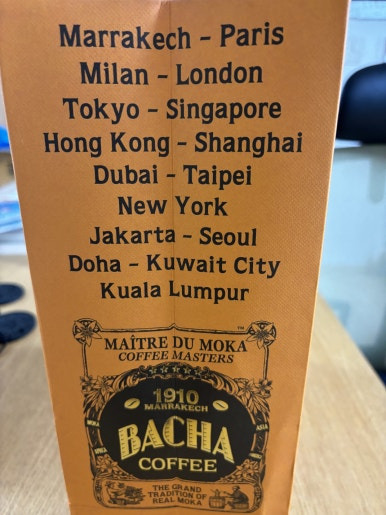 Marrakech - Paris
Milan - London
Tokyo - Singapore
Hong Kong - Shanghai
Dubai - Taipei
New York
Jakarta - Seoul
Doha - Kuwait City
Kuala Lumpur
MAÎTRE DU MOKA
COFFEE MASTERS
1910
MARRAKECH
BACHA
COFFEE
THE GRAND
TRADITION OF
REAL MOKA